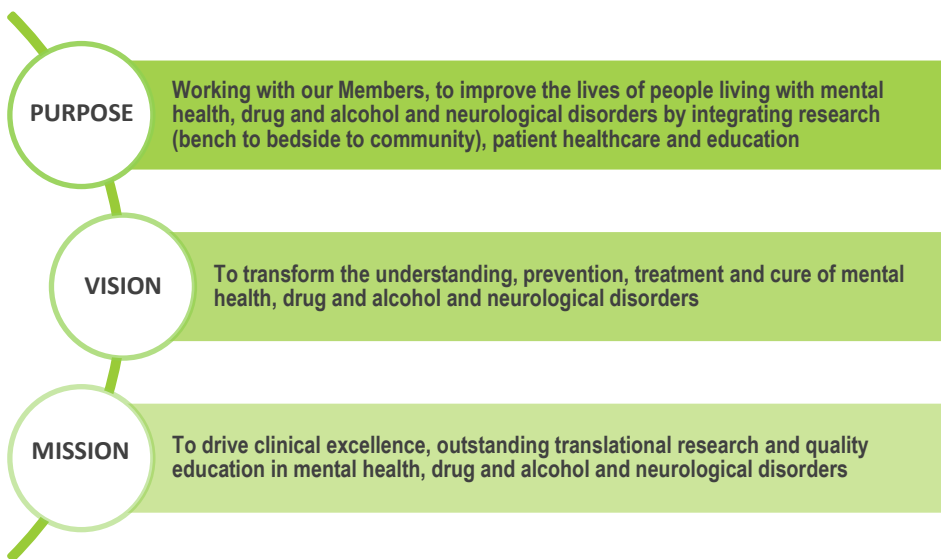 PURPOSE
Working with our Members, to improve the lives of people living with mental
health, drug and alcohol and neurological disorders by integrating research
(bench to bedside to community), patient healthcare and education
VISION
To transform the understanding, prevention, treatment and cure of mental
health, drug and alcohol and neurological disorders
MISSION
To drive clinical excellence, outstanding translational research and quality
education in mental health, drug and alcohol and neurological disorders